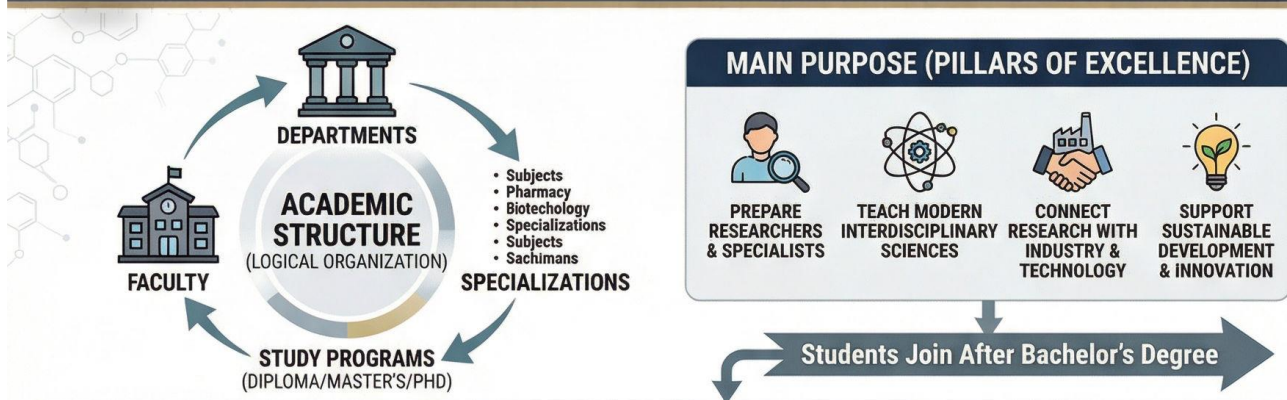 DEPARTMENTS
• Subjects
• Pharmacy
• Biotechology
• Specializations
• Subjects
• Sachimans
SPECIALIZATIONS
STUDY PROGRAMS
(DIPLOMA/MASTER'S/PHD)
FACULTY
ACADEMIC
STRUCTURE
(LOGICAL ORGANIZATION)
MAIN PURPOSE (PILLARS OF EXCELLENCE)
PREPARE
RESEARCHERS
& SPECIALISTS
TEACH MODERN
INTERDISCIPLINARY
SCIENCES
CONNECT
RESEARCH WITH
INDUSTRY &
TECHNOLOGY
SUPPORT
SUSTAINABLE
DEVELOPMENT
& INNOVATION
Students Join After Bachelor's Degree